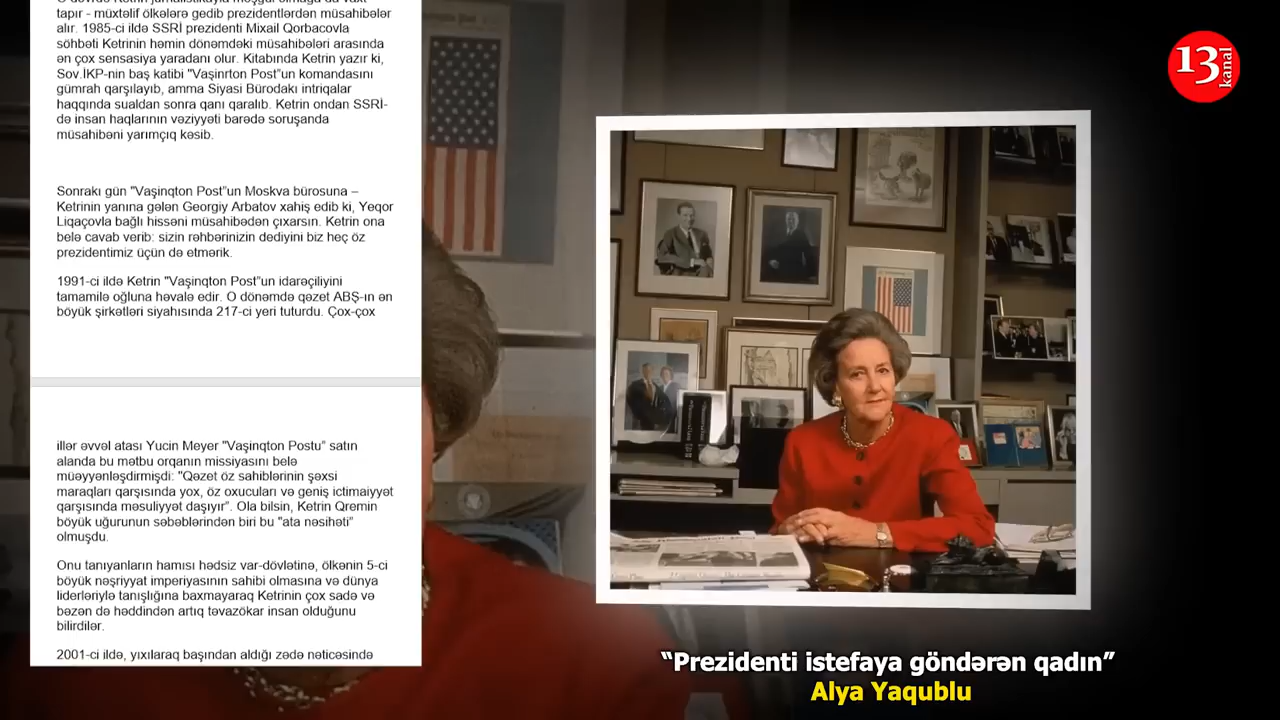 tapır - müxtəlif ölkələrə gedib prezidentlərdən müsahibələr
alır. 1985-ci ildə SSRİ prezidenti Mixail Qorbacovla
söhbəti Ketrinin həmin dönəmdəki müsahibələri arasında
ən çox sensasiya yaradanı olur. Kitabında Ketrin yazır ki,
Sov.İKP-nin baş katibi "Vaşinrton Post"un komandasını
gümrah qarşılayıb, amma Siyasi Bürodakı intriqalar
haqqında sualdan sonra qanı qaralıb. Ketrin ondan SSRİ-
də insan haqlarının vəziyyəti barədə soruşanda
müsahibəni yarımçıq kəsib.
Sonrakı gün "Vaşinqton Post"un Moskva bürosuna –
Ketrinin yanına gələn Georgiy Arbatov xahiş edib ki, Yeqor
Liqaçovla bağlı hissəni müsahibədən çıxarsın. Ketrin ona
belə cavab verib: sizin rəhbərinizin dediyini biz heç öz
prezidentimiz üçün də etmərik.
1991-ci ildə Ketrin "Vaşinqton Post"un idarəçiliyini
tamamilə oğluna həvalə edir. O dönəmdə qəzet ABŞ-ın ən
böyük şirkətləri siyahısında 217-ci yeri tuturdu. Çox-çox
illər əvvəl atası Yucin Meyer "Vaşinqton Postu" satın
alanda bu mətbu orqanın missiyasını belə
müəyyənləşdirmişdi: "Qəzet öz sahiblərinin şəxsi
maraqları qarşısında yox, öz oxucuları və geniş ictimaiyyət
qarşısında məsuliyyət daşıyır". Ola bilsin, Ketrin Qremin
böyük uğurunun səbəblərindən biri bu "ata nəsihəti"
olmuşdu.
Onu tanıyanların hamısı hədsiz var-dövlətinə, ölkənin 5-ci
böyük nəşriyyat imperiyasının sahibi olmasına və dünya
liderləriylə tanışlığına baxmayaraq Ketrinin çox sadə və
bəzən də həddindən artıq təvazökar insan olduğunu
bilirdilər.
2001-ci ildə, yıxılaraq başından aldığı zədə nəticəsində
13
kanal
“Prezidenti istefaya göndərən qadın”
Alya Yaqublu